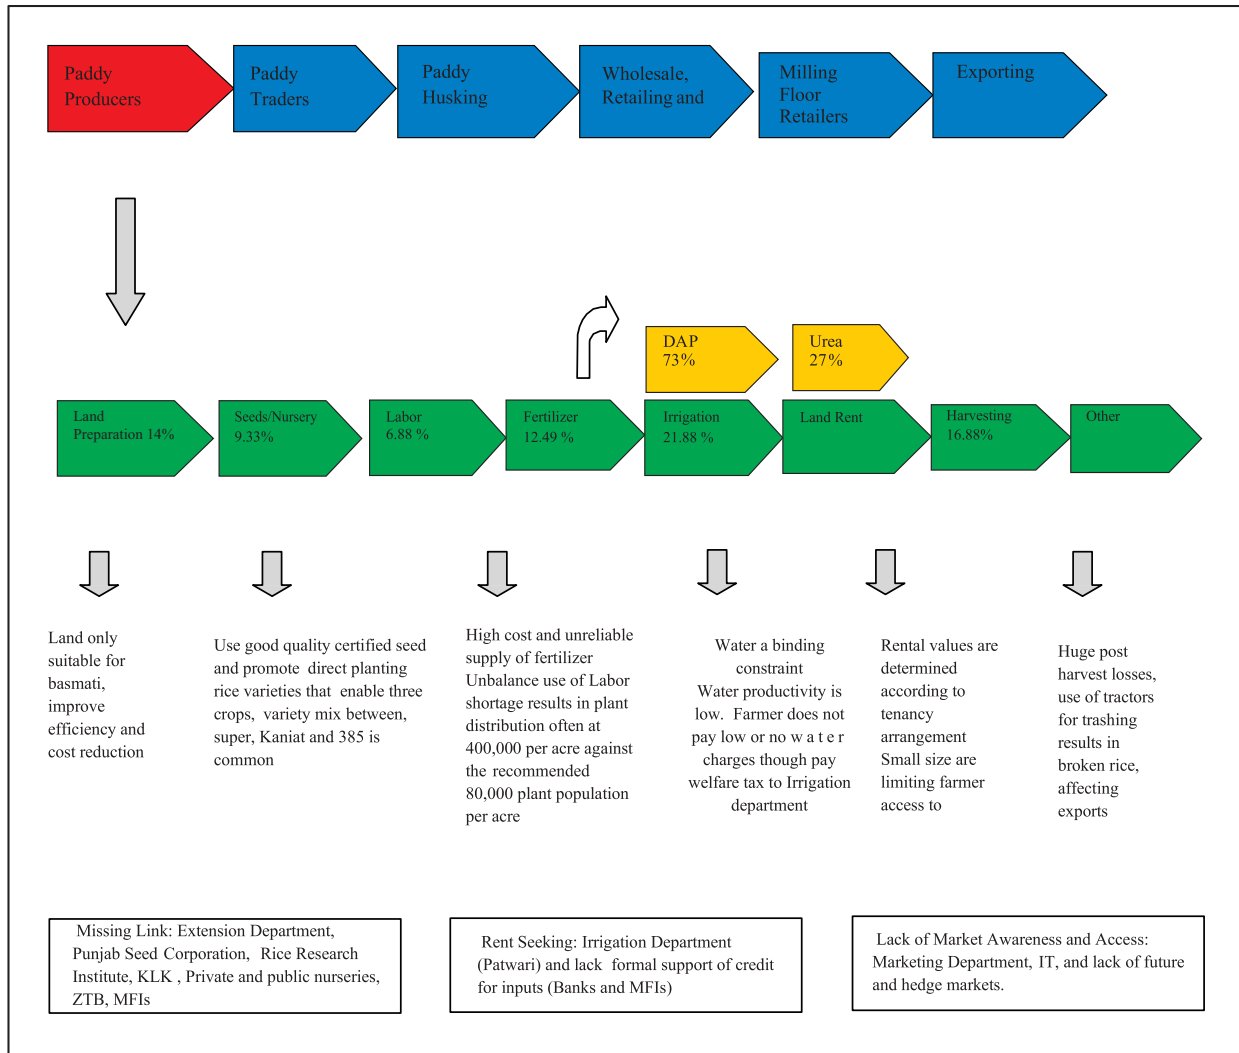 Paddy
Producers
Paddy
Traders
Paddy
Husking
Wholesale,
Retailing and
Milling
Floor
Retailers
Exporting
DAP
73%
Urea
27%
Land
Preparation 14%
Seeds/Nursery
9.33%
Labor
6.88 %
Fertilizer
12.49 %
Irrigation
21.88 %
Land Rent
Harvesting
16.88%
Other
Land only
suitable for
basmati,
improve
efficiency and
cost reduction
Use good quality certified seed
and promote direct planting
rice varieties that enable three
crops, variety mix between,
super, Kaniat and 385 is
common
High cost and unreliable
supply of fertilizer
Unbalance use of Labor
shortage results in plant
distribution often at
400,000 per acre against
the recommended
80,000 plant population
per acre
Water a binding
constraint
Water productivity is
low. Farmer does not
pay low or no w a t e r
charges though pay
welfare tax to Irrigation
department
Rental values are
determined
according to
tenancy
arrangement
Small size are
limiting farmer
access to
Huge post
harvest losses,
use of tractors
for trashing
results in
broken rice,
affecting
exports
Missing Link: Extension Department,
Punjab Seed Corporation, Rice Research
Institute, KLK , Private and public nurseries,
ZTB, MFIs
Rent Seeking: Irrigation Department
(Patwari) and lack formal support of credit
for inputs (Banks and MFIs)
Lack of Market Awareness and Access:
Marketing Department, IT, and lack of future
and hedge markets.